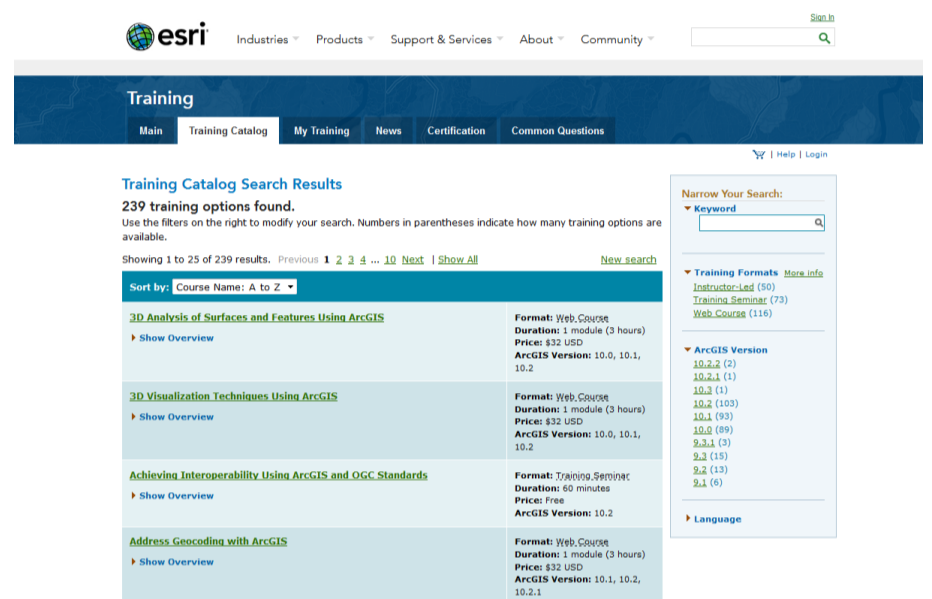 Sign In
esri
Industries Products Support & Services About Community
Training
Main Training Catalog My Training News Certification Common Questions
| Help | Login
Training Catalog Search Results
239 training options found.
Use the filters on the right to modify your search. Numbers in parentheses indicate how many training options are
available.
Showing 1 to 25 of 239 results. Previous 1 2 3 4 ... 10 Next | Show All New search
Sort by: Course Name: A to Z
3D Analysis of Surfaces and Features Using ArcGIS
Show Overview
Format: Web Course
Duration: 1 module (3 hours)
Price: $32 USD
ArcGIS Version: 10.0, 10.1,
10.2
3D Visualization Techniques Using ArcGIS
Show Overview
Format: Web Course
Duration: 1 module (3 hours)
Price: $32 USD
ArcGIS Version: 10.0, 10.1,
10.2
Achieving Interoperability Using ArcGIS and OGC Standards
Show Overview
Format: Training Seminar
Duration: 60 minutes
Price: Free
ArcGIS Version: 10.2
Address Geocoding with ArcGIS
Show Overview
Format: Web Course
Duration: 1 module (3 hours)
Price: $32 USD
ArcGIS Version: 10.1, 10.2,
10.2.1
Narrow Your Search:
Keyword
Training Formats More info
Instructor-Led (50)
Training Seminar (73)
Web Course (116)
ArcGIS Version
10.2.2 (2)
10.2.1 (1)
10.3 (1)
10.2 (103)
10.1 (93)
10.0 (89)
9.3.1 (3)
9.3 (15)
9.2 (13)
9.1 (6)
Language